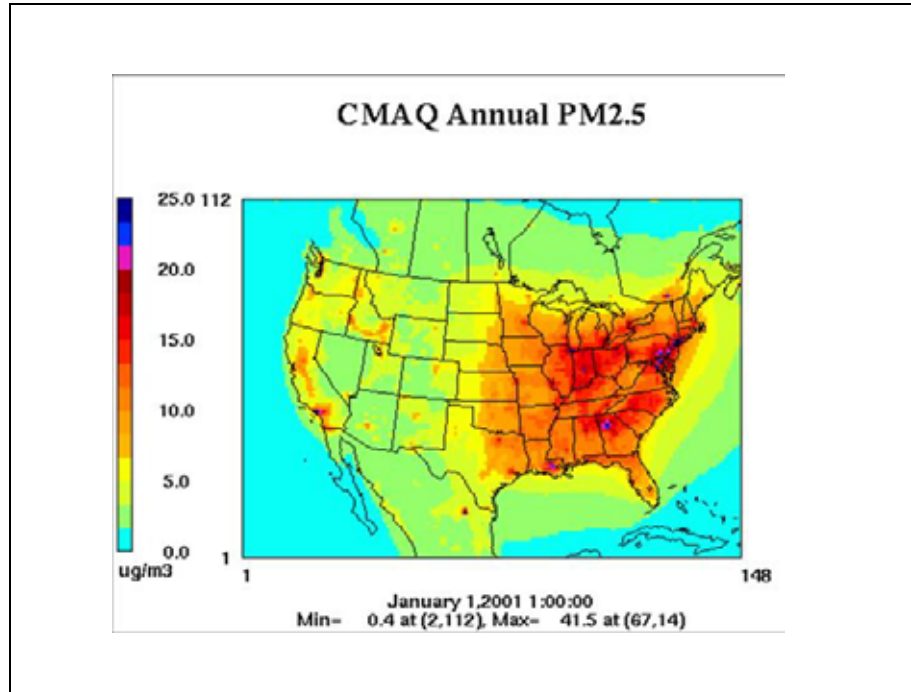 CMAQ Annual PM2.5
25.0 112
20.0
15.0
10.0
5.0
0.0 1
ug/m3 1 148
January 1,2001 1:00:00
Min= 0.4 at (2,112), Max= 41.5 at (67,14)